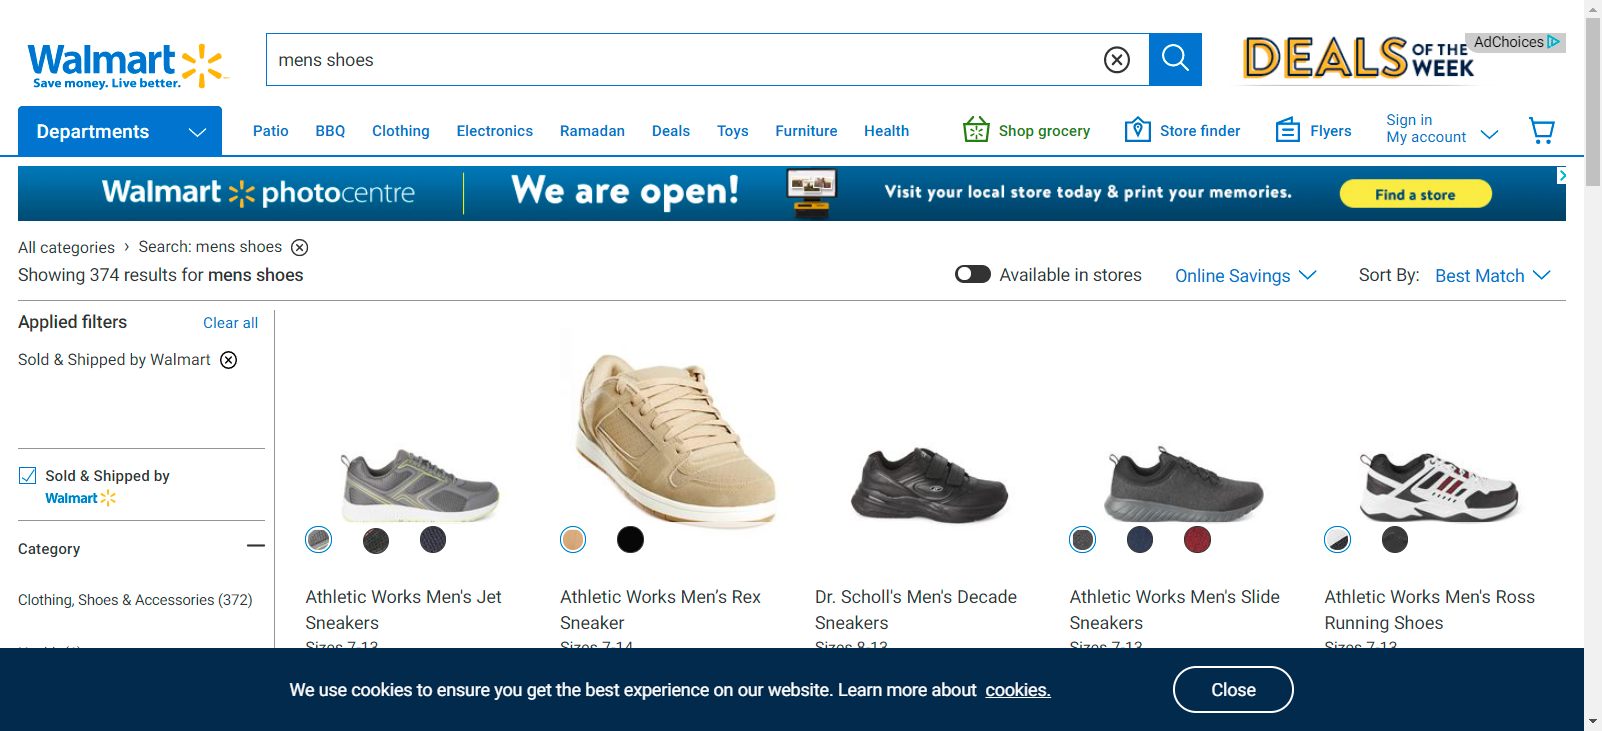 Walmart
Save money. Live better.
mens shoes
DEALS OF THE WEEK
AdChoices
Departments
Patio
BBQ
Clothing
Electronics
Ramadan
Deals
Toys
Furniture
Health
Shop grocery
Store finder
Flyers
Sign in
My account
Walmart photocentre
We are open!
Visit your local store today & print your memories.
Find a store
All categories › Search: mens shoes
Showing 374 results for mens shoes
Available in stores
Online Savings
Sort By: Best Match
Applied filters
Clear all
Sold & Shipped by Walmart
Sold & Shipped by
Walmart
Category
Clothing, Shoes & Accessories (372)
Athletic Works Men's Jet
Sneakers
Sizes 7-13
Athletic Works Men’s Rex
Sneaker
Sizes 7-14
Dr. Scholl's Men's Decade
Sneakers
Sizes 8-13
Athletic Works Men's Slide
Sneakers
Sizes 7-13
Athletic Works Men's Ross
Running Shoes
Sizes 7-13
We use cookies to ensure you get the best experience on our website. Learn more about cookies.
Close